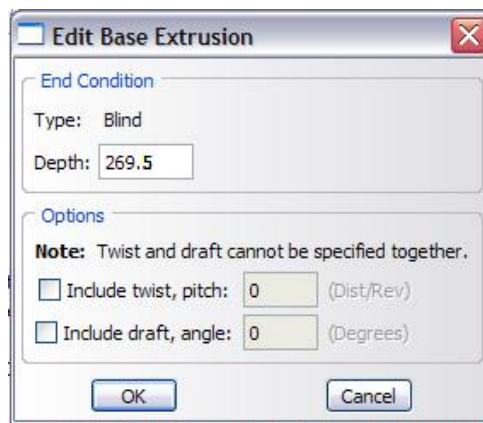 Edit Base Extrusion
End Condition
Type: Blind
Depth: 269.5
Options
Note: Twist and draft cannot be specified together.
Include twist, pitch: 0 (Dist/Rev)
Include draft, angle: 0 (Degrees)
OK Cancel